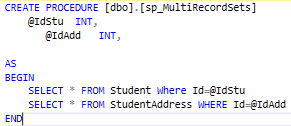 CREATE PROCEDURE [dbo].[sp_MultiRecordSets]
@IdStu INT,
@IdAdd INT,
AS
BEGIN
SELECT * FROM Student Where Id=@IdStu
SELECT * FROM StudentAddress WHERE Id=@IdAdd
END